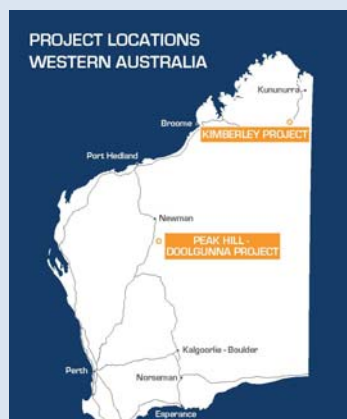 PROJECT LOCATIONS
WESTERN AUSTRALIA
Kununurra
Broome
KIMBERLEY PROJECT
Port Hedland
Newman
PEAK HILL -
DOOLGUNNA PROJECT
Kalgoorlie - Boulder
Perth
Norseman
Esperance